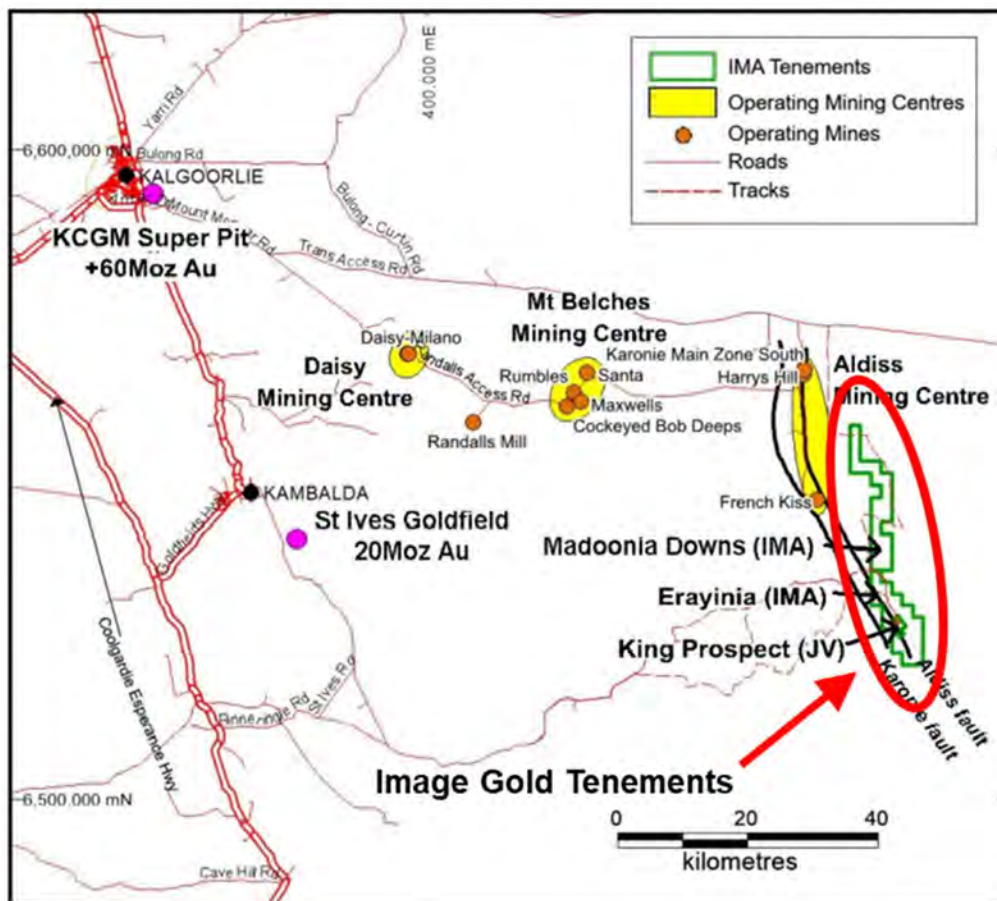 400,000 mE
IMA Tenements
Operating Mining Centres
Operating Mines
Roads
Tracks
Yarri Rd
6,600,000 mN
Bulong Rd
KALGOORLIE
KCGM Super Pit
+60Moz Au
Bulong - Curtin Rd
Trans Access Rd
Mt Belches
Mining Centre
Daisy-Milano
Daisy
Mining Centre
Randalls Access Rd
Randalls Mill
Karonie Main Zone South
Harrys Hill
Rumbles
Santa
Maxwells
Cockeyed Bob Deeps
Aldiss
Mining Centre
KAMBALDA
Goldfields Hwy
St Ives Goldfield
20Moz Au
French Kiss
Madoonia Downs (IMA)
Erayinia (IMA)
King Prospect (JV)
Aldiss fault
Karonie fault
Coolgardie Esperance Hwy
St Ives Rd
Image Gold Tenements
6,500,000 mN
Cave Hill Rd
0 20 40
kilometres